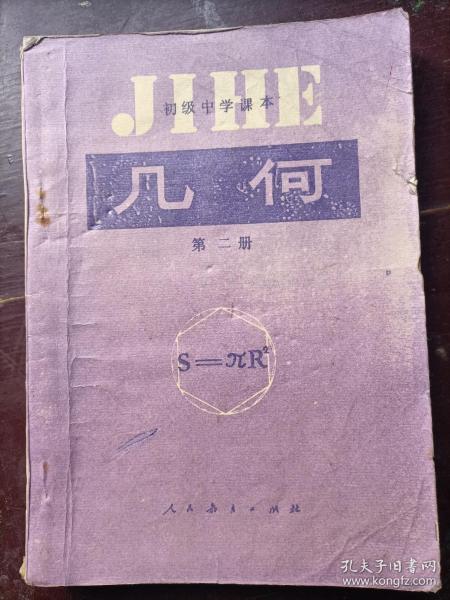 JIHE
初级中学课本
几何
第二册
S=πR²
人民教育出版社
孔夫子旧书网
www.kongfz.com